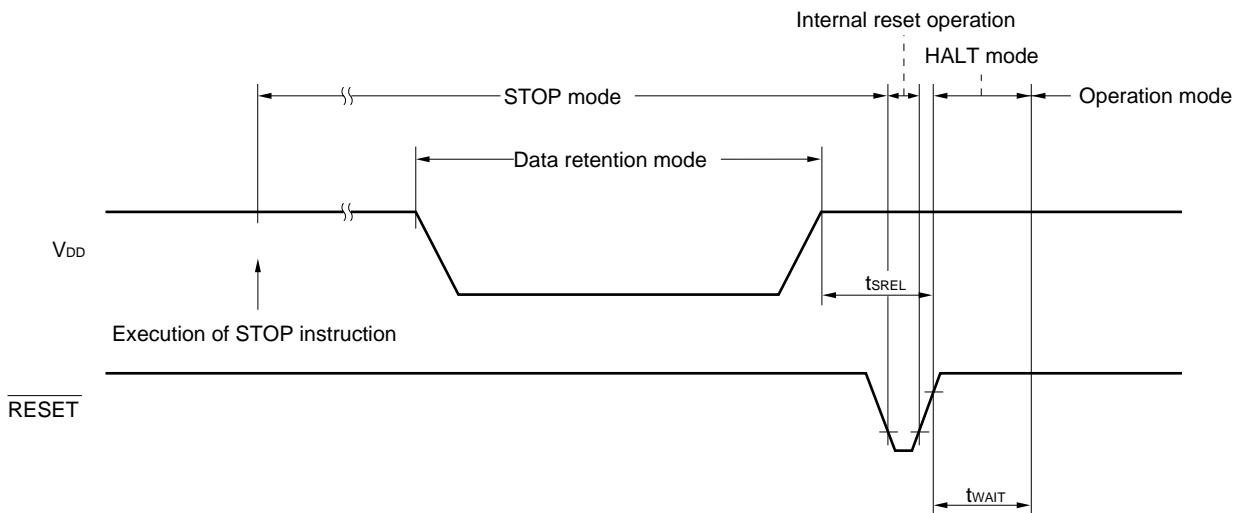 Internal reset operation
HALT mode
STOP mode
Operation mode
Data retention mode
VDD
tSREL
Execution of STOP instruction
RESET
tWAIT